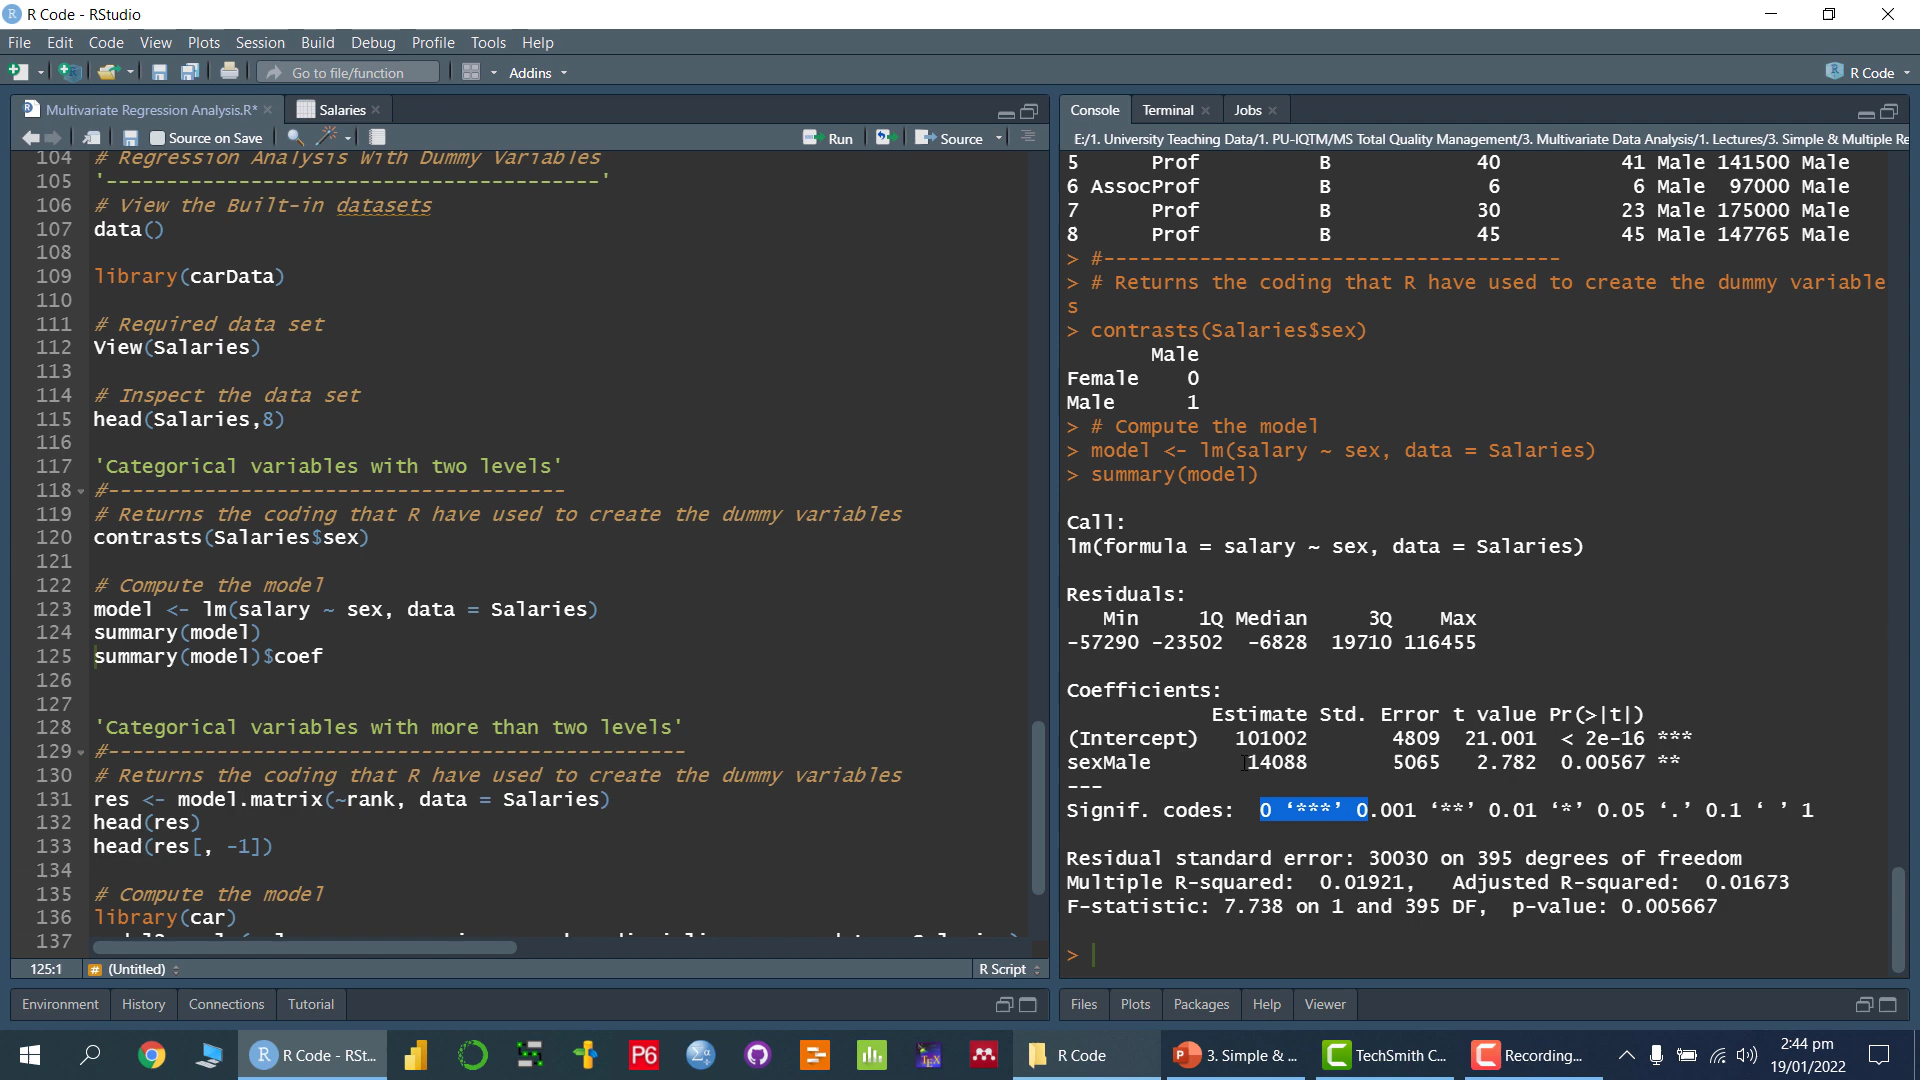 R Code - RStudio
File Edit Code View Plots Session Build Debug Profile Tools Help
Go to file/function Addins R Code
Multivariate Regression Analysis.R* Salaries
Source on Save Run Source
104 # Regression Analysis With Dummy Variables
105 '-----------------------------------------'
106 # View the Built-in datasets
107 data()
108
109 library(carData)
110
111 # Required data set
112 View(Salaries)
113
114 # Inspect the data set
115 head(Salaries,8)
116
117 'Categorical variables with two levels'
118 #--------------------------------------
119 # Returns the coding that R have used to create the dummy variables
120 contrasts(Salaries$sex)
121
122 # Compute the model
123 model <- lm(salary ~ sex, data = Salaries)
124 summary(model)
125 summary(model)$coef
126
127
128 'Categorical variables with more than two levels'
129 #------------------------------------------------
130 # Returns the coding that R have used to create the dummy variables
131 res <- model.matrix(~rank, data = Salaries)
132 head(res)
133 head(res[, -1])
134
135 # Compute the model
136 library(car)
137
125:1 # (Untitled) R Script
Environment History Connections Tutorial
Console Terminal Jobs
E:/1. University Teaching Data/1. PU-IQTM/MS Total Quality Management/3. Multivariate Data Analysis/1. Lectures/3. Simple & Multiple Re
5 Prof B 40 41 Male 141500 Male
6 AssocProf B 6 6 Male 97000 Male
7 Prof B 30 23 Male 175000 Male
8 Prof B 45 45 Male 147765 Male
> #--------------------------------------
> # Returns the coding that R have used to create the dummy variable
s
> contrasts(Salaries$sex)
Male
Female 0
Male 1
> # Compute the model
> model <- lm(salary ~ sex, data = Salaries)
> summary(model)
Call:
lm(formula = salary ~ sex, data = Salaries)
Residuals:
Min 1Q Median 3Q Max
-57290 -23502 -6828 19710 116455
Coefficients:
Estimate Std. Error t value Pr(>|t|)
(Intercept) 101002 4809 21.001 < 2e-16 ***
sexMale 14088 5065 2.782 0.00567 **
---
Signif. codes: 0 ‘***’ 0.001 ‘**’ 0.01 ‘*’ 0.05 ‘.’ 0.1 ‘ ’ 1
Residual standard error: 30030 on 395 degrees of freedom
Multiple R-squared: 0.01921, Adjusted R-squared: 0.01673
F-statistic: 7.738 on 1 and 395 DF, p-value: 0.005667
>
Files Plots Packages Help Viewer
R Code - RSt... R Code 3. Simple & ... TechSmith C... Recording... 2:44 pm
19/01/2022